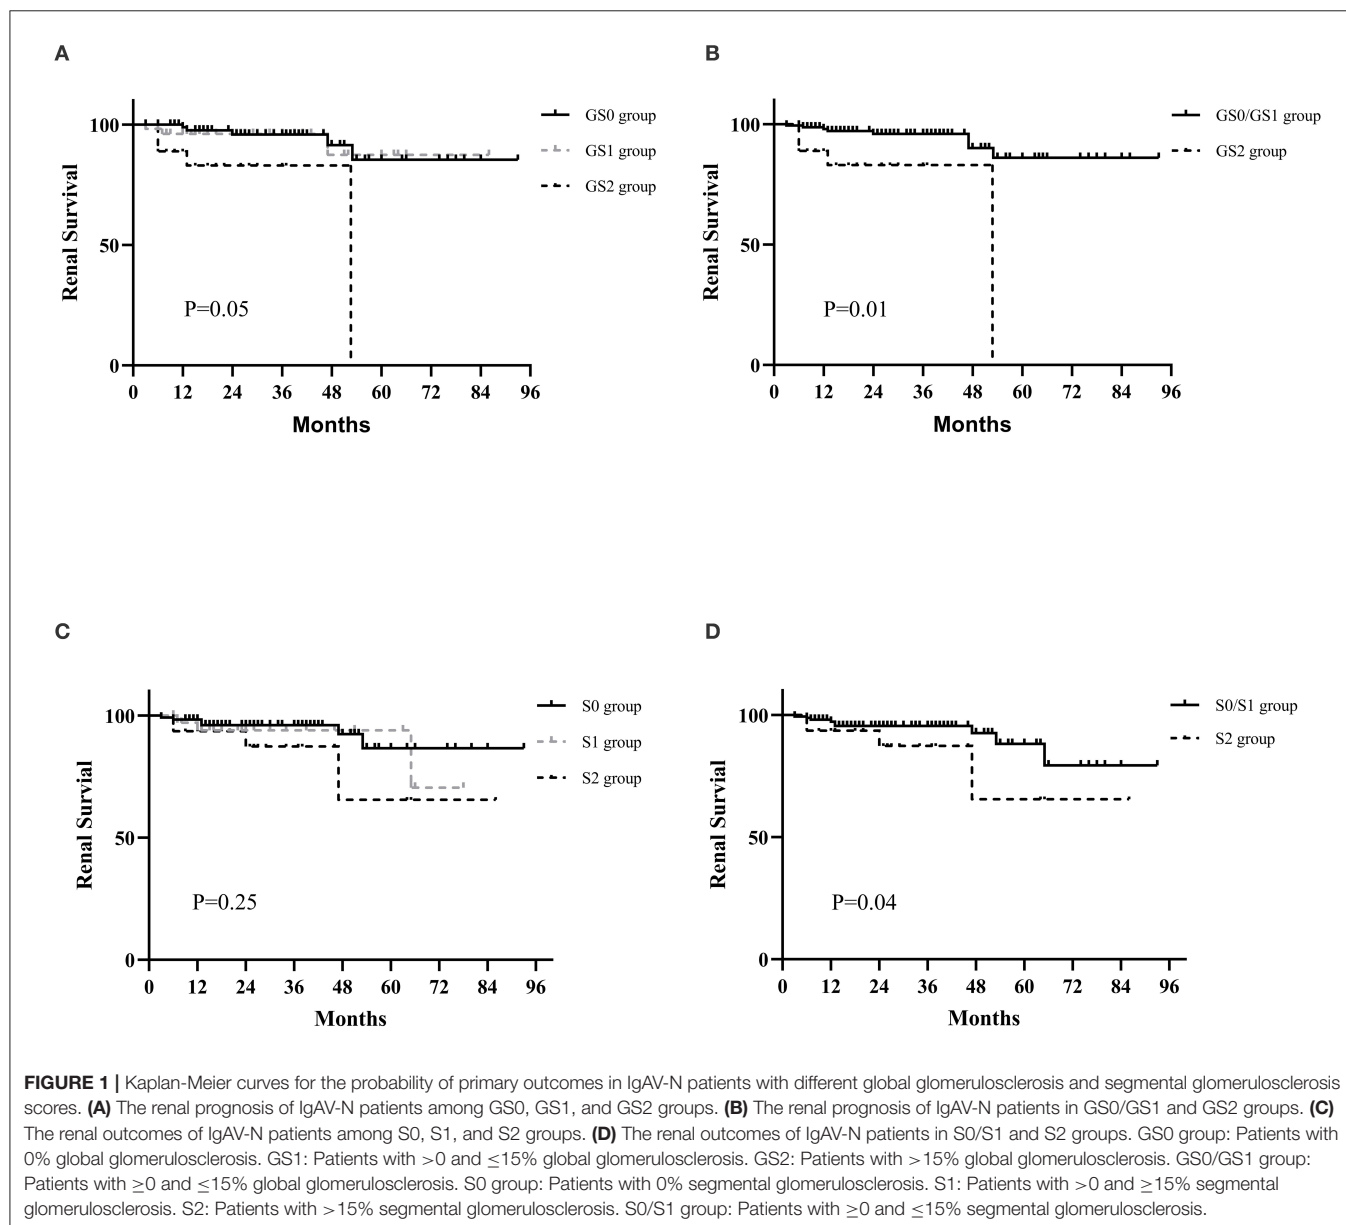 A
Renal Survival
100
50
0
0 12 24 36 48 60 72 84 96
Months
P=0.05
GS0 group
GS1 group
GS2 group
B
Renal Survival
100
50
0
0 12 24 36 48 60 72 84 96
Months
P=0.01
GS0/GS1 group
GS2 group
C
Renal Survial
100
50
0
0 12 24 36 48 60 72 84 96
Months
P=0.25
S0 group
S1 group
S2 group
D
Renal Survival
100
50
0
0 12 24 36 48 60 72 84 96
Months
P=0.04
S0/S1 group
S2 group
FIGURE 1 | Kaplan-Meier curves for the probability of primary outcomes in IgAV-N patients with different global glomerulosclerosis and segmental glomerulosclerosis
scores. (A) The renal prognosis of IgAV-N patients among GS0, GS1, and GS2 groups. (B) The renal prognosis of IgAV-N patients in GS0/GS1 and GS2 groups. (C)
The renal outcomes of IgAV-N patients among S0, S1, and S2 groups. (D) The renal outcomes of IgAV-N patients in S0/S1 and S2 groups. GS0 group: Patients with
0% global glomerulosclerosis. GS1: Patients with >0 and ≤15% global glomerulosclerosis. GS2: Patients with >15% global glomerulosclerosis. GS0/GS1 group:
Patients with ≥0 and ≤15% global glomerulosclerosis. S0 group: Patients with 0% segmental glomerulosclerosis. S1: Patients with >0 and ≥15% segmental
glomerulosclerosis. S2: Patients with >15% segmental glomerulosclerosis. S0/S1 group: Patients with ≥0 and ≤15% segmental glomerulosclerosis.